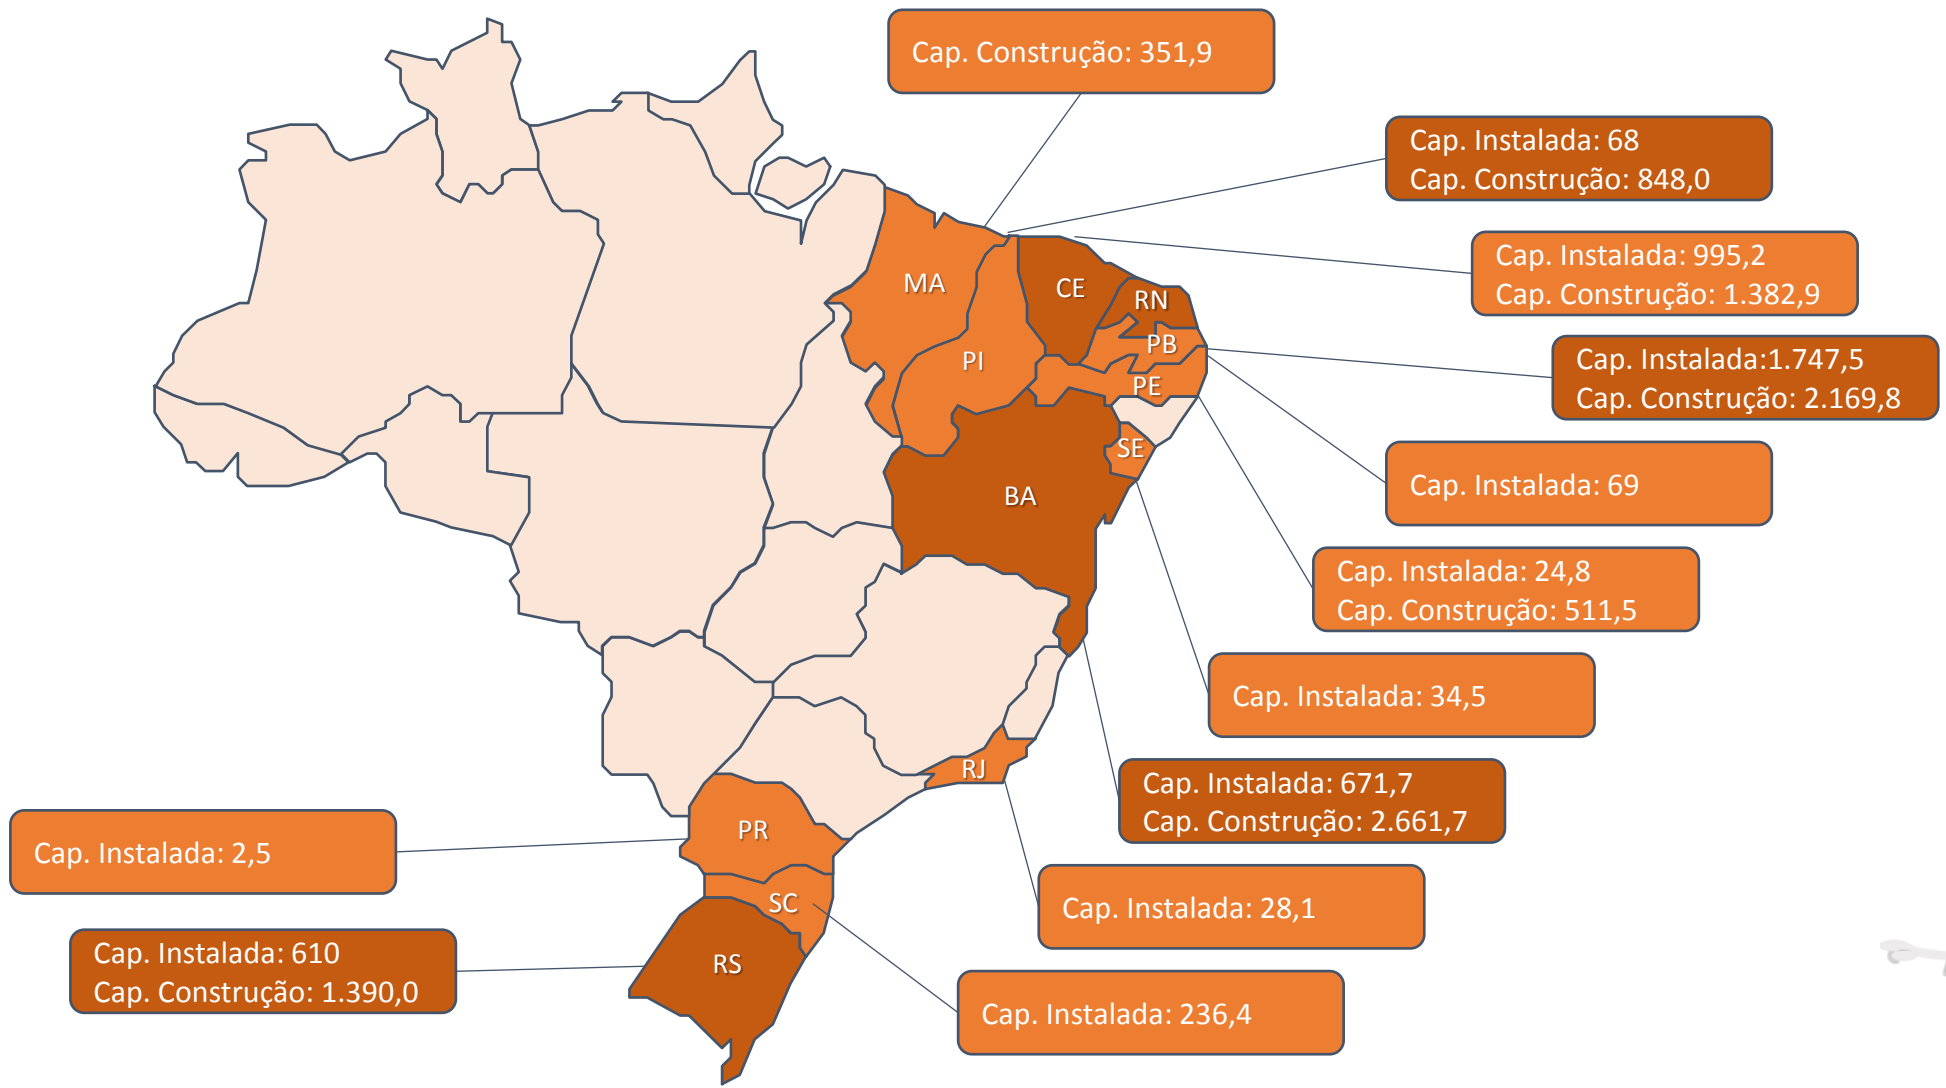 Cap. Construção: 351,9
Cap. Instalada: 68
Cap. Construção: 848,0
Cap. Instalada: 995,2
Cap. Construção: 1.382,9
MA
CE
RN
PB
PI
PE
Cap. Instalada:1.747,5
Cap. Construção: 2.169,8
SE
BA
Cap. Instalada: 69
Cap. Instalada: 24,8
Cap. Construção: 511,5
Cap. Instalada: 34,5
RJ
Cap. Instalada: 671,7
Cap. Construção: 2.661,7
PR
Cap. Instalada: 2,5
SC
Cap. Instalada: 28,1
Cap. Instalada: 610
Cap. Construção: 1.390,0
RS
Cap. Instalada: 236,4